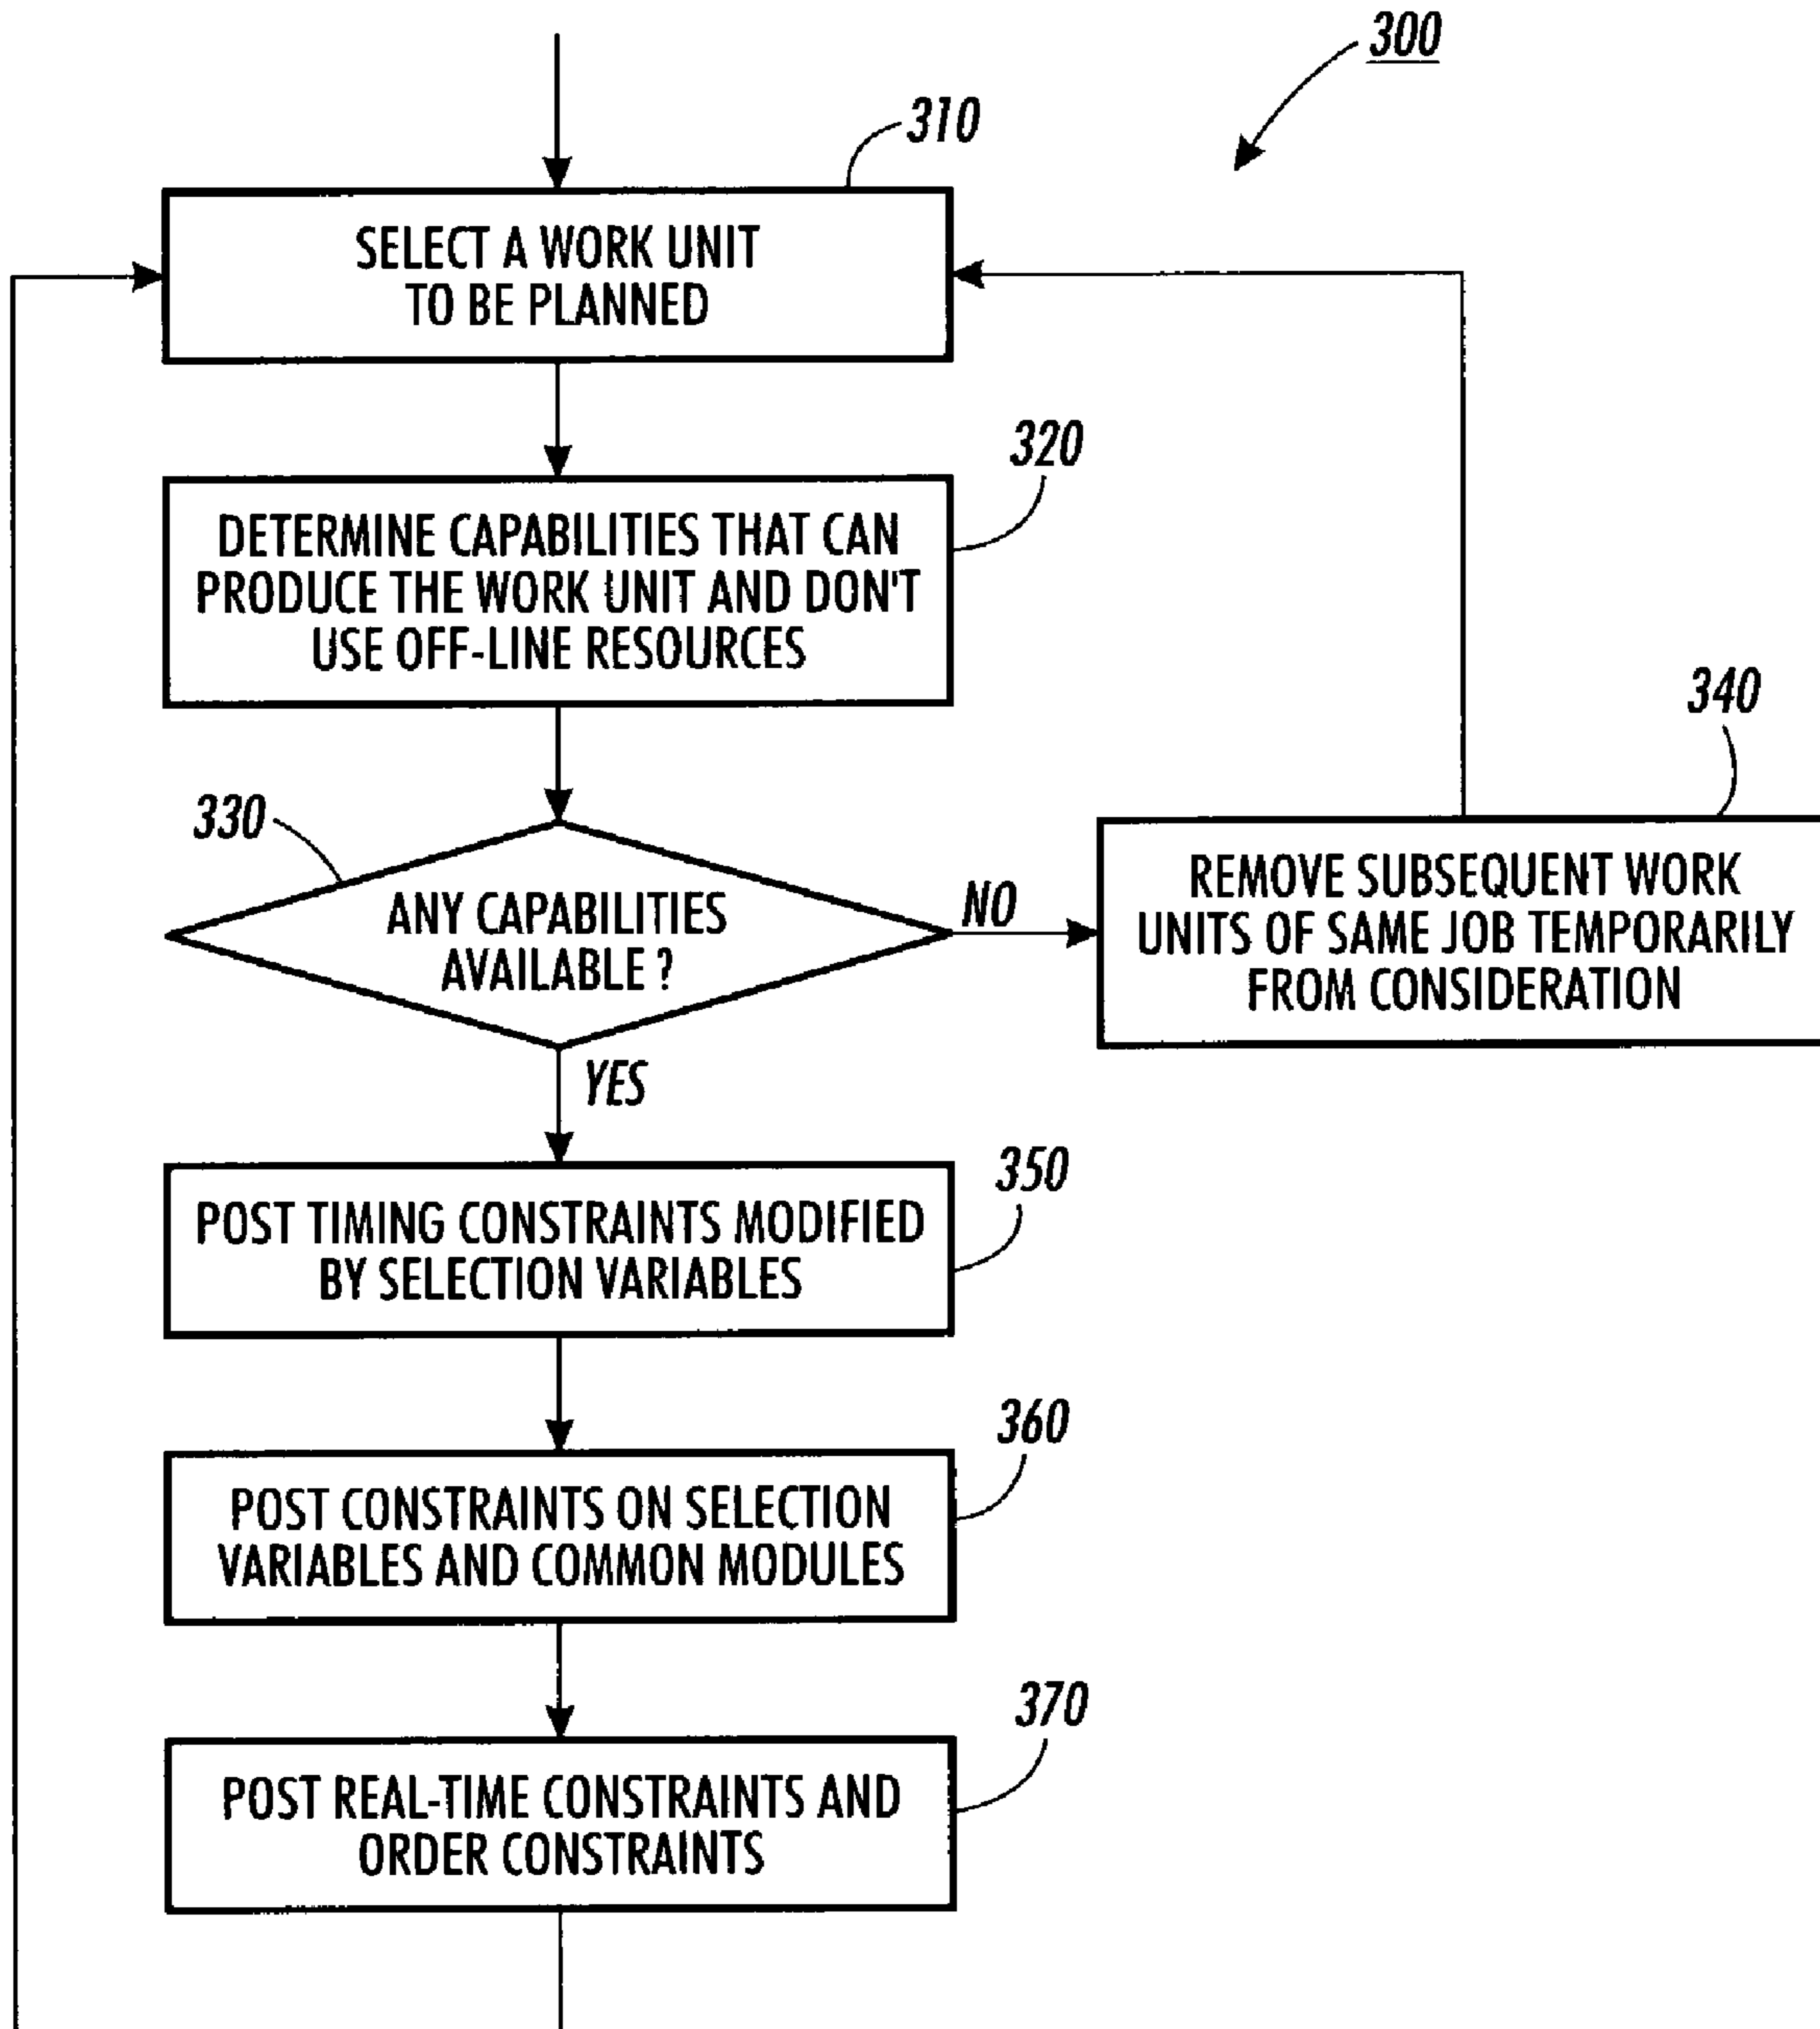 300
310
SELECT A WORK UNIT
TO BE PLANNED
320
DETERMINE CAPABILITIES THAT CAN
PRODUCE THE WORK UNIT AND DON'T
USE OFF-LINE RESOURCES
330
ANY CAPABILITIES
AVAILABLE ?
NO
340
REMOVE SUBSEQUENT WORK
UNITS OF SAME JOB TEMPORARILY
FROM CONSIDERATION
YES
350
POST TIMING CONSTRAINTS MODIFIED
BY SELECTION VARIABLES
360
POST CONSTRAINTS ON SELECTION
VARIABLES AND COMMON MODULES
370
POST REAL-TIME CONSTRAINTS AND
ORDER CONSTRAINTS